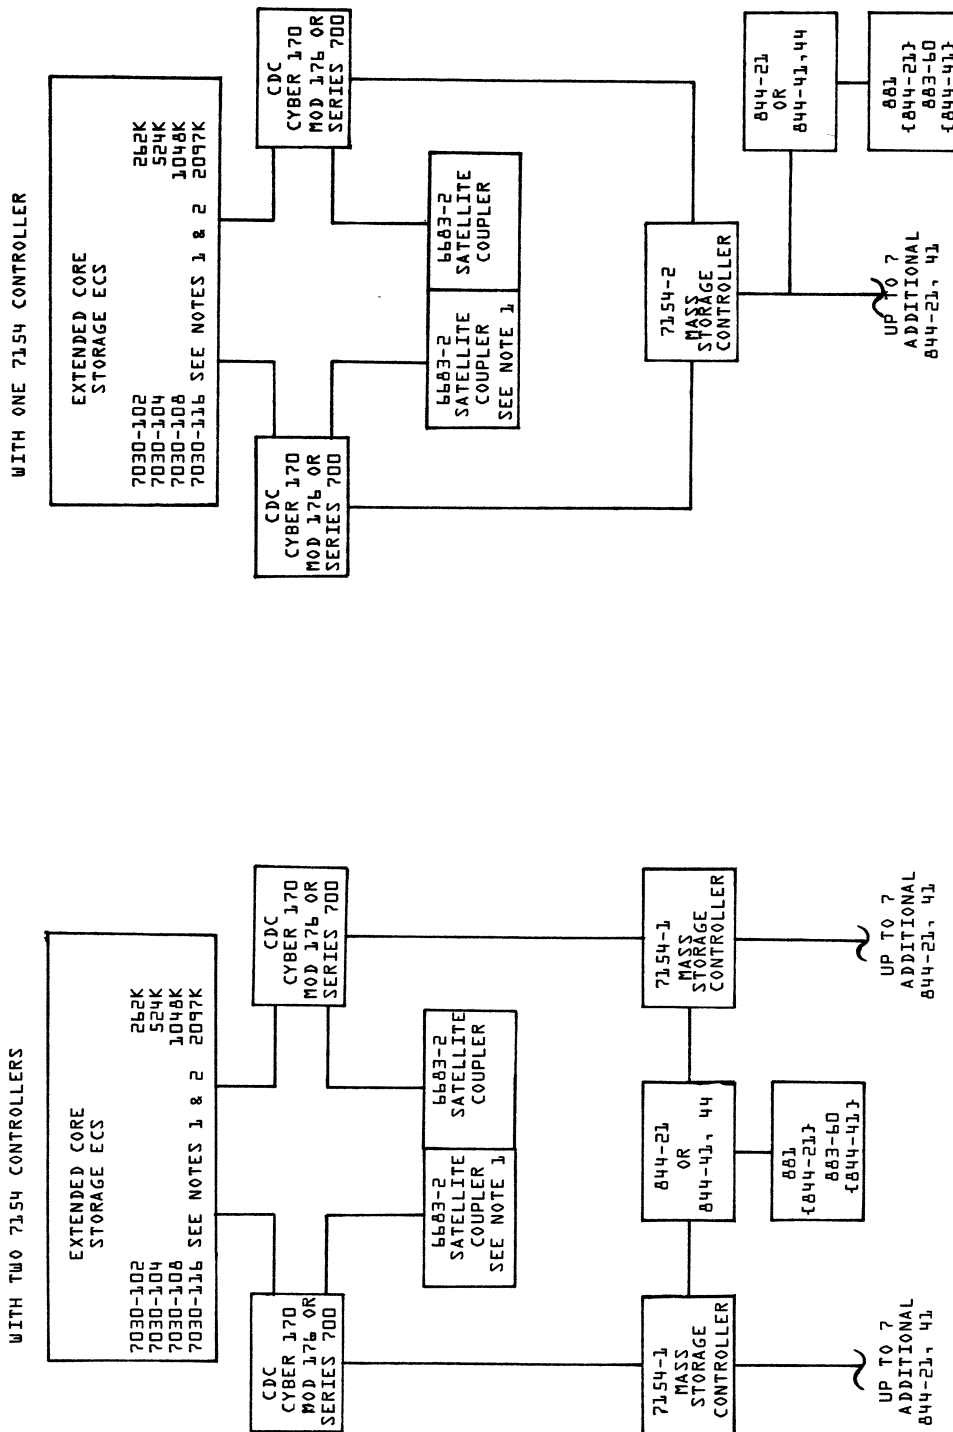 WITH TWO 7154 CONTROLLERS
EXTENDED CORE
STORAGE ECS
7030-102 262K
7030-104 524K
7030-108 1048K
7030-116 SEE NOTES 1 & 2 2097K
CDC
CYBER 170
MOD 176 OR
SERIES 700
CDC
CYBER 170
MOD 176 OR
SERIES 700
6683-2
SATELLITE
COUPLER
SEE NOTE 1
6683-2
SATELLITE
COUPLER
7154-1
MASS
STORAGE
CONTROLLER
844-21
OR
844-41, 44
7154-1
MASS
STORAGE
CONTROLLER
881
{844-21}
883-60
{844-41}
UP TO 7
ADDITIONAL
844-21, 41
UP TO 7
ADDITIONAL
844-21, 41
WITH ONE 7154 CONTROLLER
EXTENDED CORE
STORAGE ECS
7030-102 262K
7030-104 524K
7030-108 1048K
7030-116 SEE NOTES 1 & 2 2097K
CDC
CYBER 170
MOD 176 OR
SERIES 700
CDC
CYBER 170
MOD 176 OR
SERIES 700
6683-2
SATELLITE
COUPLER
SEE NOTE 1
6683-2
SATELLITE
COUPLER
7154-2
MASS
STORAGE
CONTROLLER
844-21
OR
844-41,44
881
{844-21}
883-60
{844-41}
UP TO 7
ADDITIONAL
844-21, 41